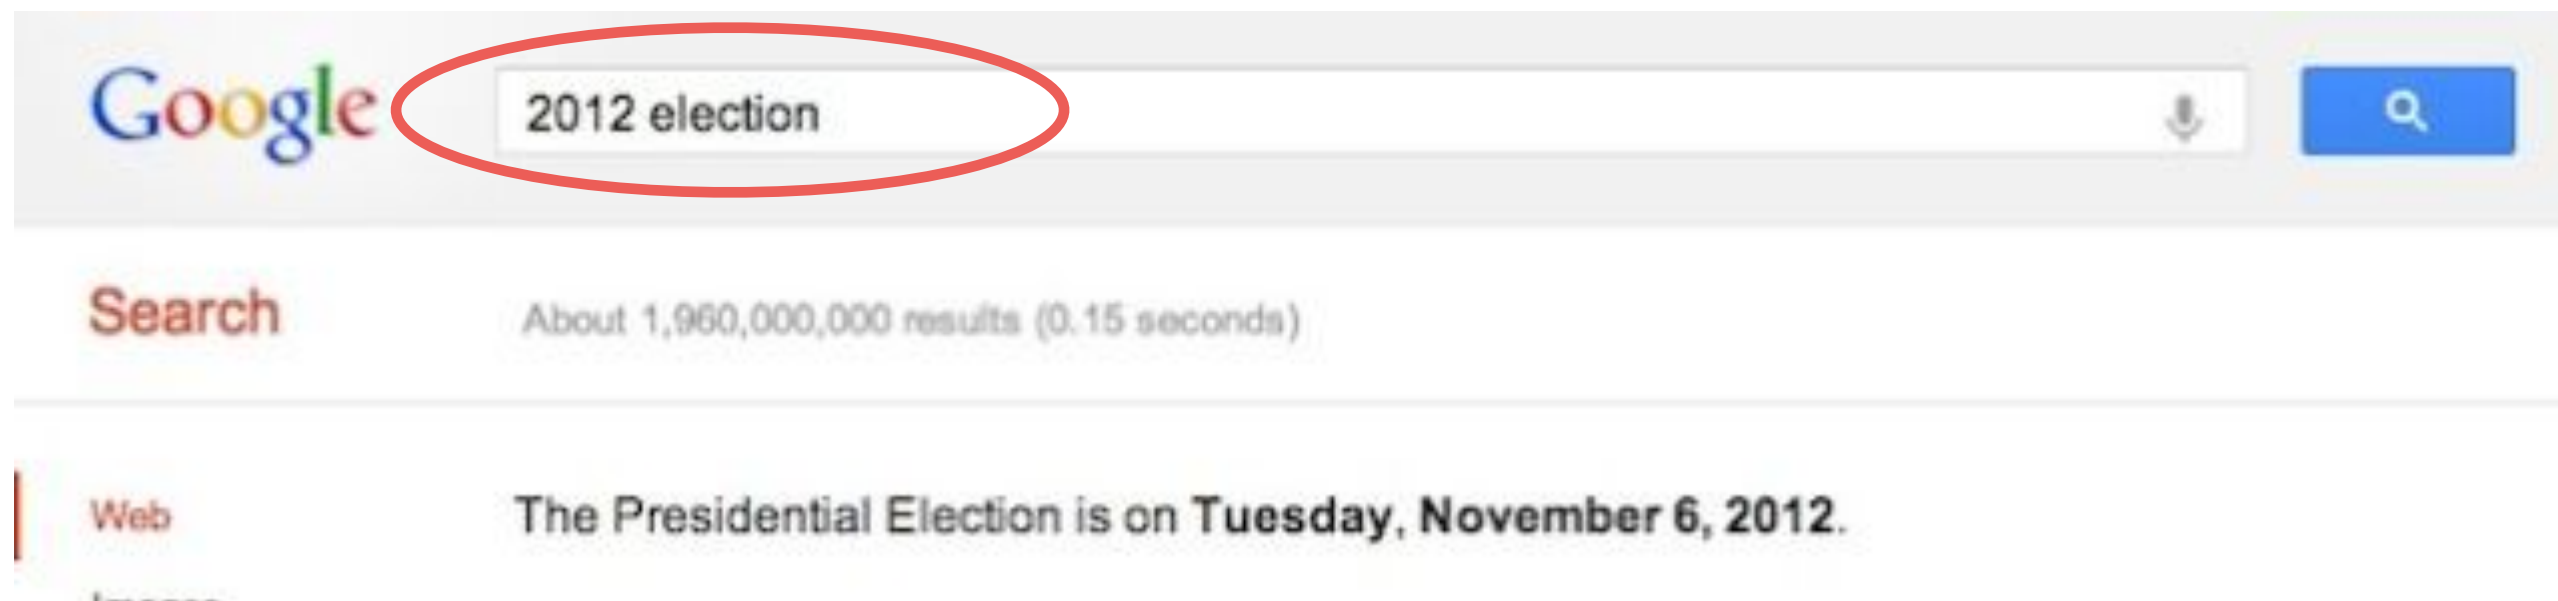 Google 2012 election
Search About 1,960,000,000 results (0.15 seconds)
Web The Presidential Election is on Tuesday, November 6, 2012.